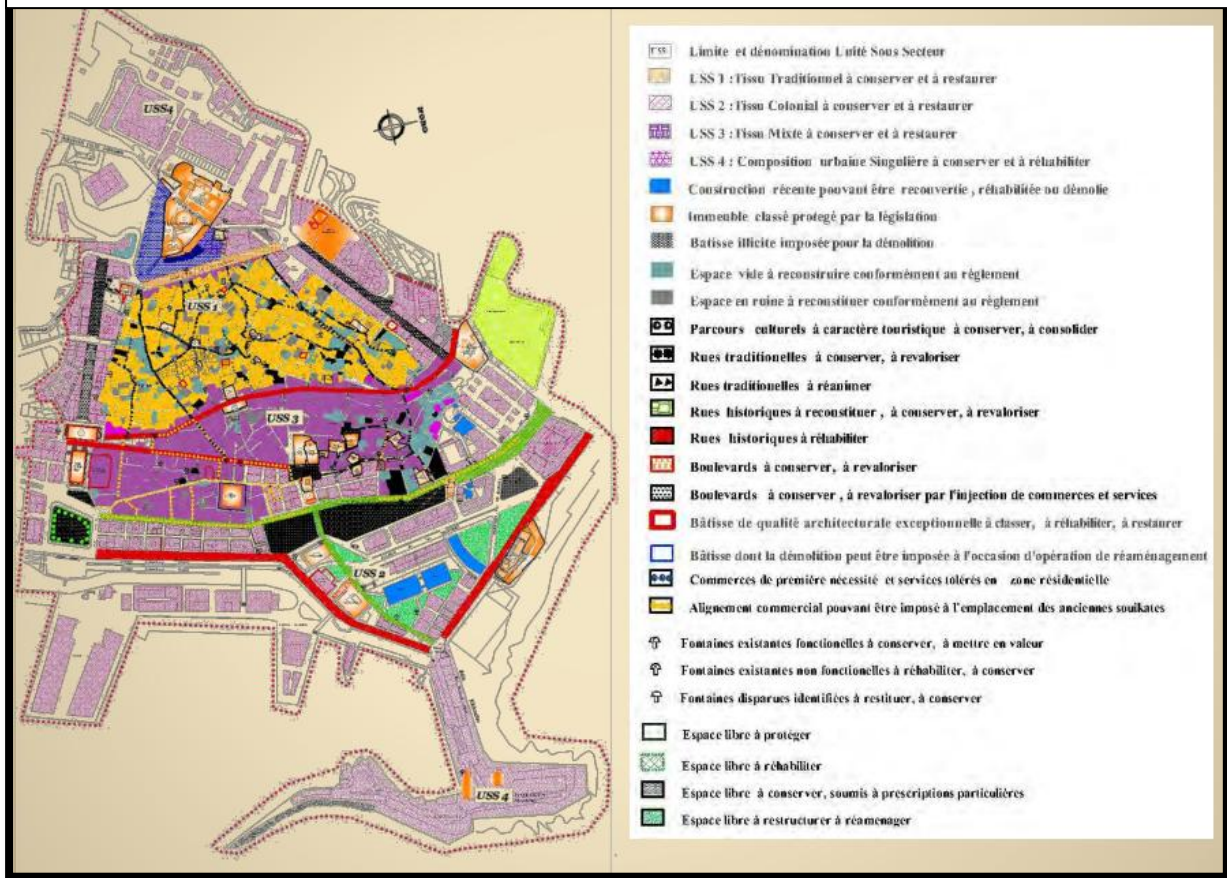 USS4
NORD
USS 1
USS 3
USS 2
USS 4
Limite et dénomination Unité Sous Secteur
USS 1 : Tissu Traditionnel à conserver et à restaurer
USS 2 : Tissu Colonial à conserver et à restaurer
USS 3 : Tissu Mixte à conserver et à restaurer
USS 4 : Composition urbaine Singulière à conserver et à réhabiliter
Construction récente pouvant être recouvertie , réhabilitée ou démolie
Immeuble classé protegé par la législation
Batisse illicite imposée pour la démolition
Espace vide à reconstruire conformément au règlement
Espace en ruine à reconstituer conformément au règlement
Parcours culturels à caractère touristique à conserver, à consolider
Rues traditionelles à conserver, à revaloriser
Rues traditionelles à réanimer
Rues historiques à reconstituer , à conserver, à revaloriser
Rues historiques à réhabiliter
Boulevards à conserver, à revaloriser
Boulevards à conserver , à revaloriser par l'injection de commerces et services
Bâtisse de qualité architecturale exceptionnelle à classer, à réhabiliter, à restaurer
Bâtisse dont la démolition peut être imposée à l'occasion d'opération de réaménagement
Commerces de première nécessité et services tolérés en zone résidentielle
Alignement commercial pouvant être imposé à l'emplacement des anciennes souikates
Fontaines existantes fonctionelles à conserver, à mettre en valeur
Fontaines existantes non fonctionelles à réhabiliter, à conserver
Fontaines disparues identifiées à restituer, à conserver
Espace libre à protéger
Espace libre à réhabiliter
Espace libre à conserver, soumis à prescriptions particulières
Espace libre à restructurer à réamenager